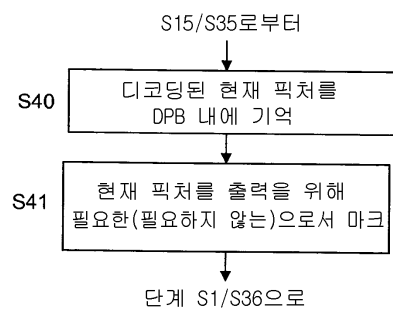 S15/S35로부터
S40
디코딩된 현재 픽처를
DPB 내에 기억
S41
현재 픽처를 출력을 위해
필요한(필요하지 않는)으로서 마크
단계 S1/S36으로